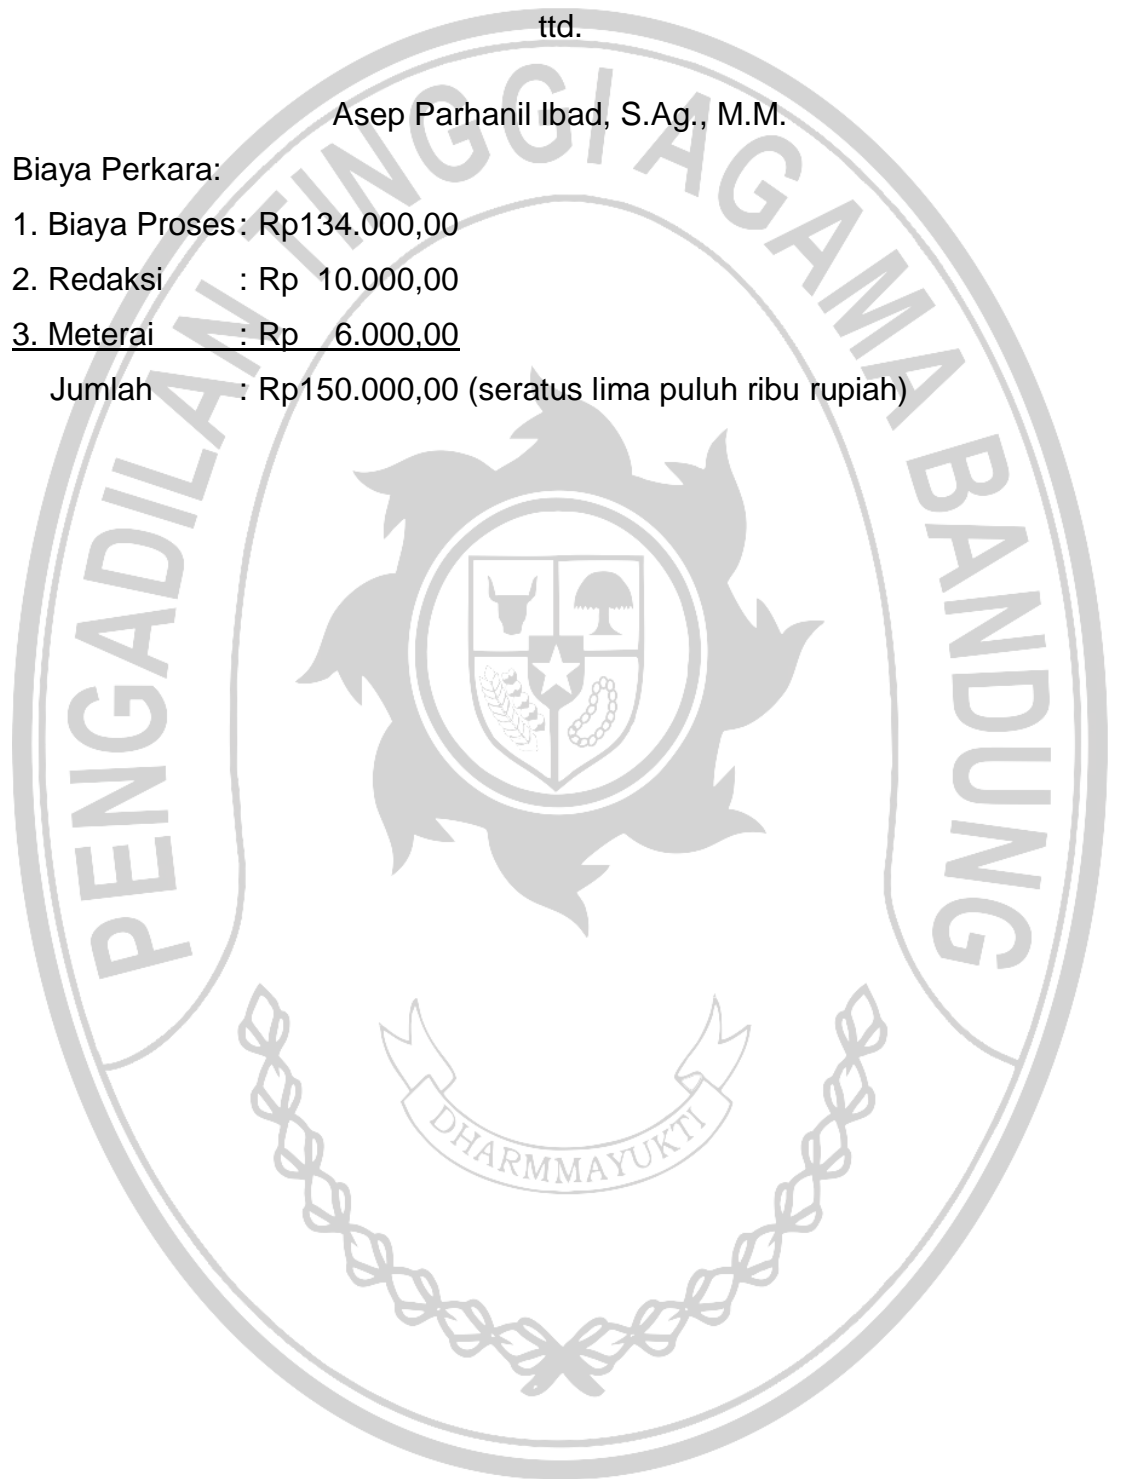 ttd.
Asep Parhanil Ibad, S.Ag., M.M.
Biaya Perkara:
1. Biaya Proses : Rp134.000,00
2. Redaksi : Rp 10.000,00
3. Meterai : Rp 6.000,00
Jumlah : Rp150.000,00 (seratus lima puluh ribu rupiah)
PENGADILAN TINGGI AGAMA BANDUNG
DHARMMAYUKTI